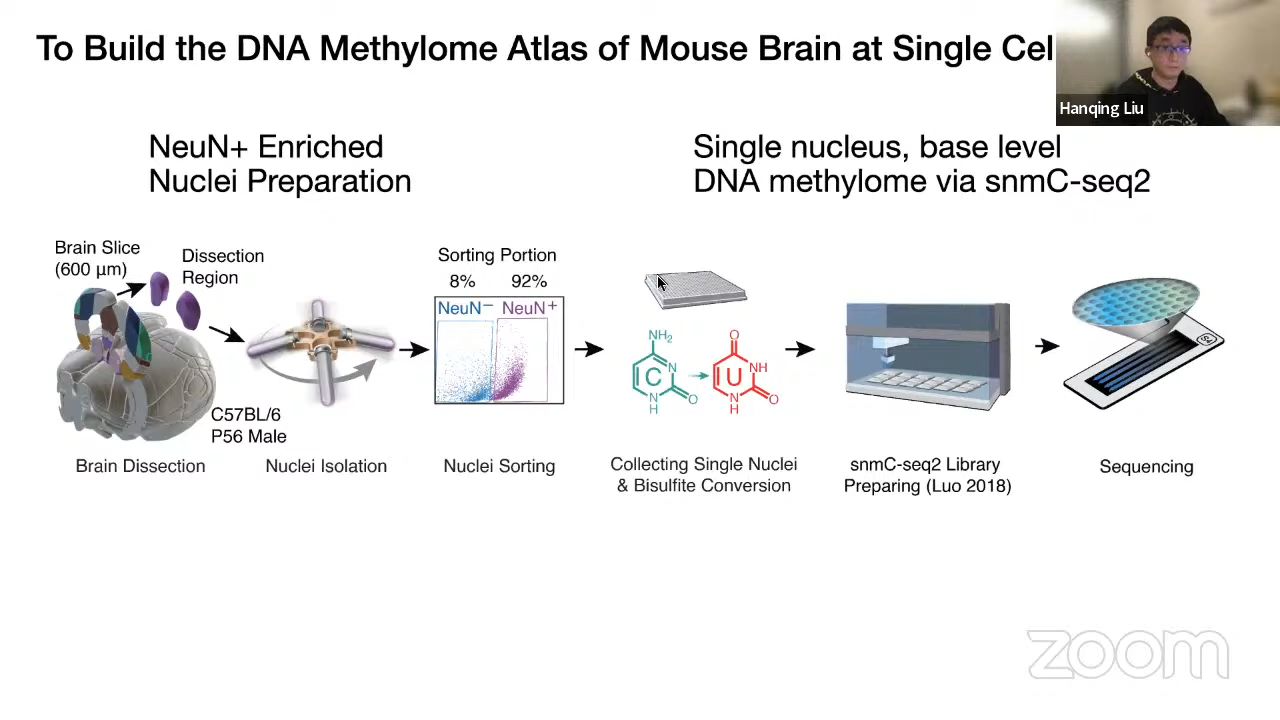 To Build the DNA Methylome Atlas of Mouse Brain at Single Cel
Hanqing Liu
NeuN+ Enriched
Nuclei Preparation
Single nucleus, base level
DNA methylome via snmC-seq2
Brain Slice
(600 µm)
Dissection
Region
C57BL/6
P56 Male
Brain Dissection
Nuclei Isolation
Sorting Portion
8% 92%
NeuN− NeuN+
Nuclei Sorting
NH2
N
C
N
H
O
O
NH
U
N
H
O
Collecting Single Nuclei
& Bisulfite Conversion
snmC-seq2 Library
Preparing (Luo 2018)
Sequencing
zoom